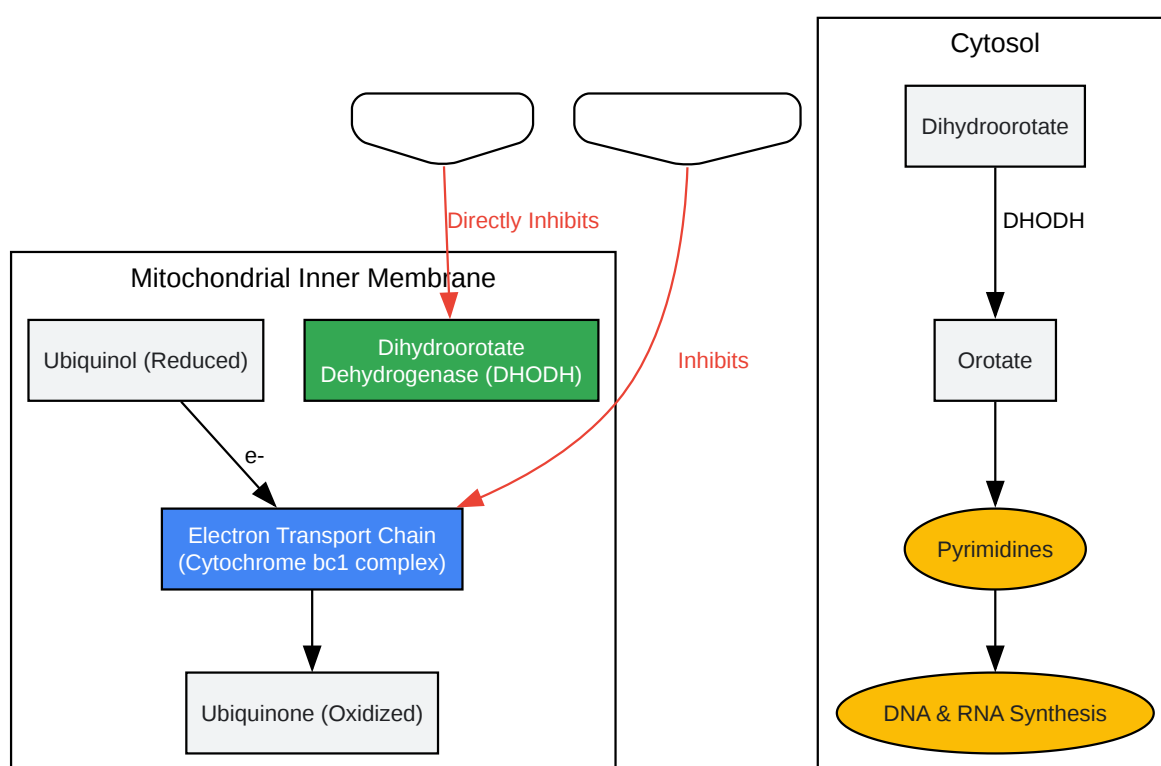 Cytosol
Dihydroorotate
Directly Inhibits
DHODH
Mitochondrial Inner Membrane
Ubiquinol (Reduced)
Dihydroorotate
Dehydrogenase (DHODH)
Inhibits
Orotate
e-
Electron Transport Chain
(Cytochrome bc1 complex)
Pyrimidines
Ubiquinone (Oxidized)
DNA & RNA Synthesis